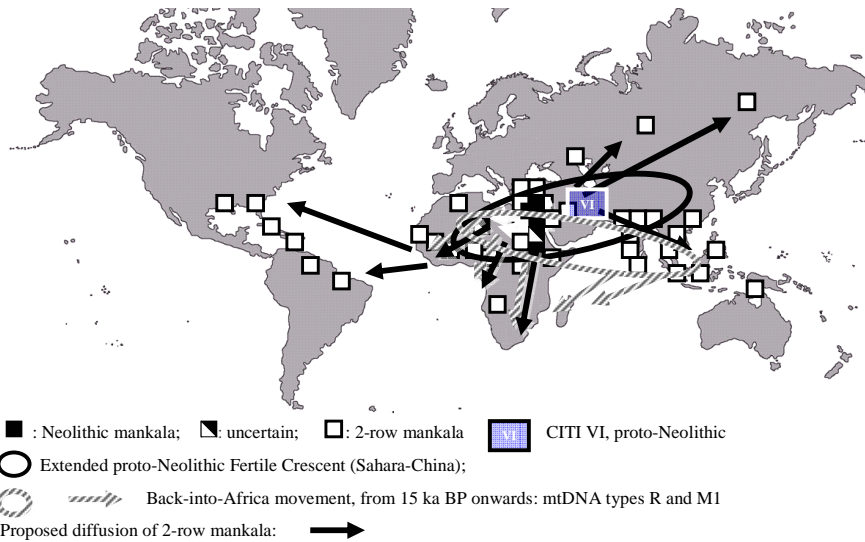 VI
: Neolithic mankala; : uncertain; : 2-row mankala VI CITI VI, proto-Neolithic
Extended proto-Neolithic Fertile Crescent (Sahara-China);
Back-into-Africa movement, from 15 ka BP onwards: mtDNA types R and M1
Proposed diffusion of 2-row mankala: